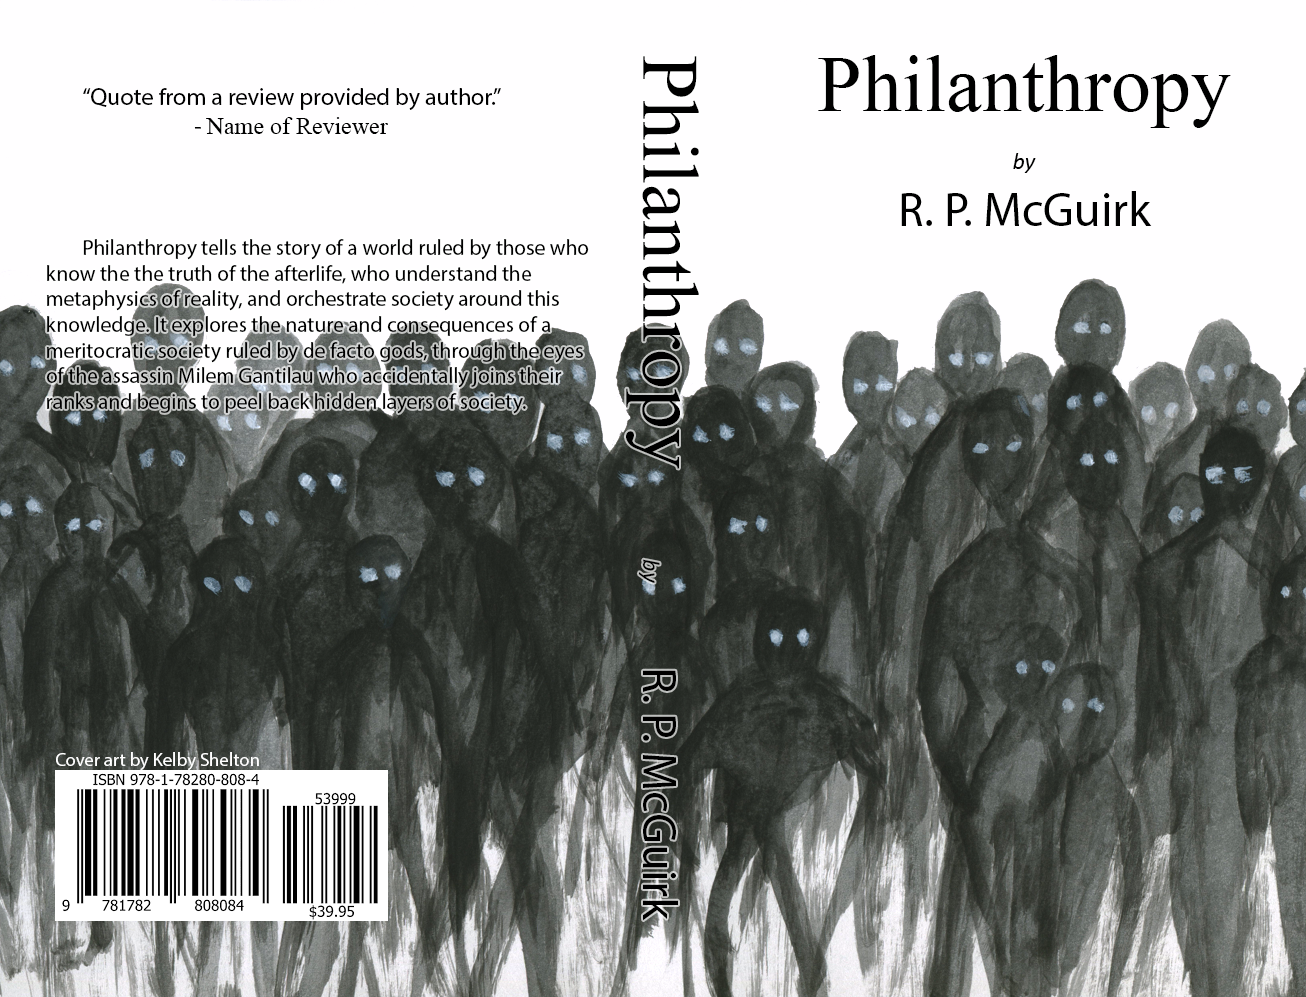 “Quote from a review provided by author.”
- Name of Reviewer
Philanthropy tells the story of a world ruled by those who
know the the truth of the afterlife, who understand the
metaphysics of reality, and orchestrate society around this
knowledge. It explores the nature and consequences of a
meritocratic society ruled by de facto gods, through the eyes
of the assassin Milem Gantilau who accidentally joins their
ranks and begins to peel back hidden layers of society.
Cover art by Kelby Shelton
ISBN 978-1-78280-808-4
53999
9 781782 808084
$39.95
Philanthropy
by
R. P. McGuirk
Philanthropy
by
R. P. McGuirk